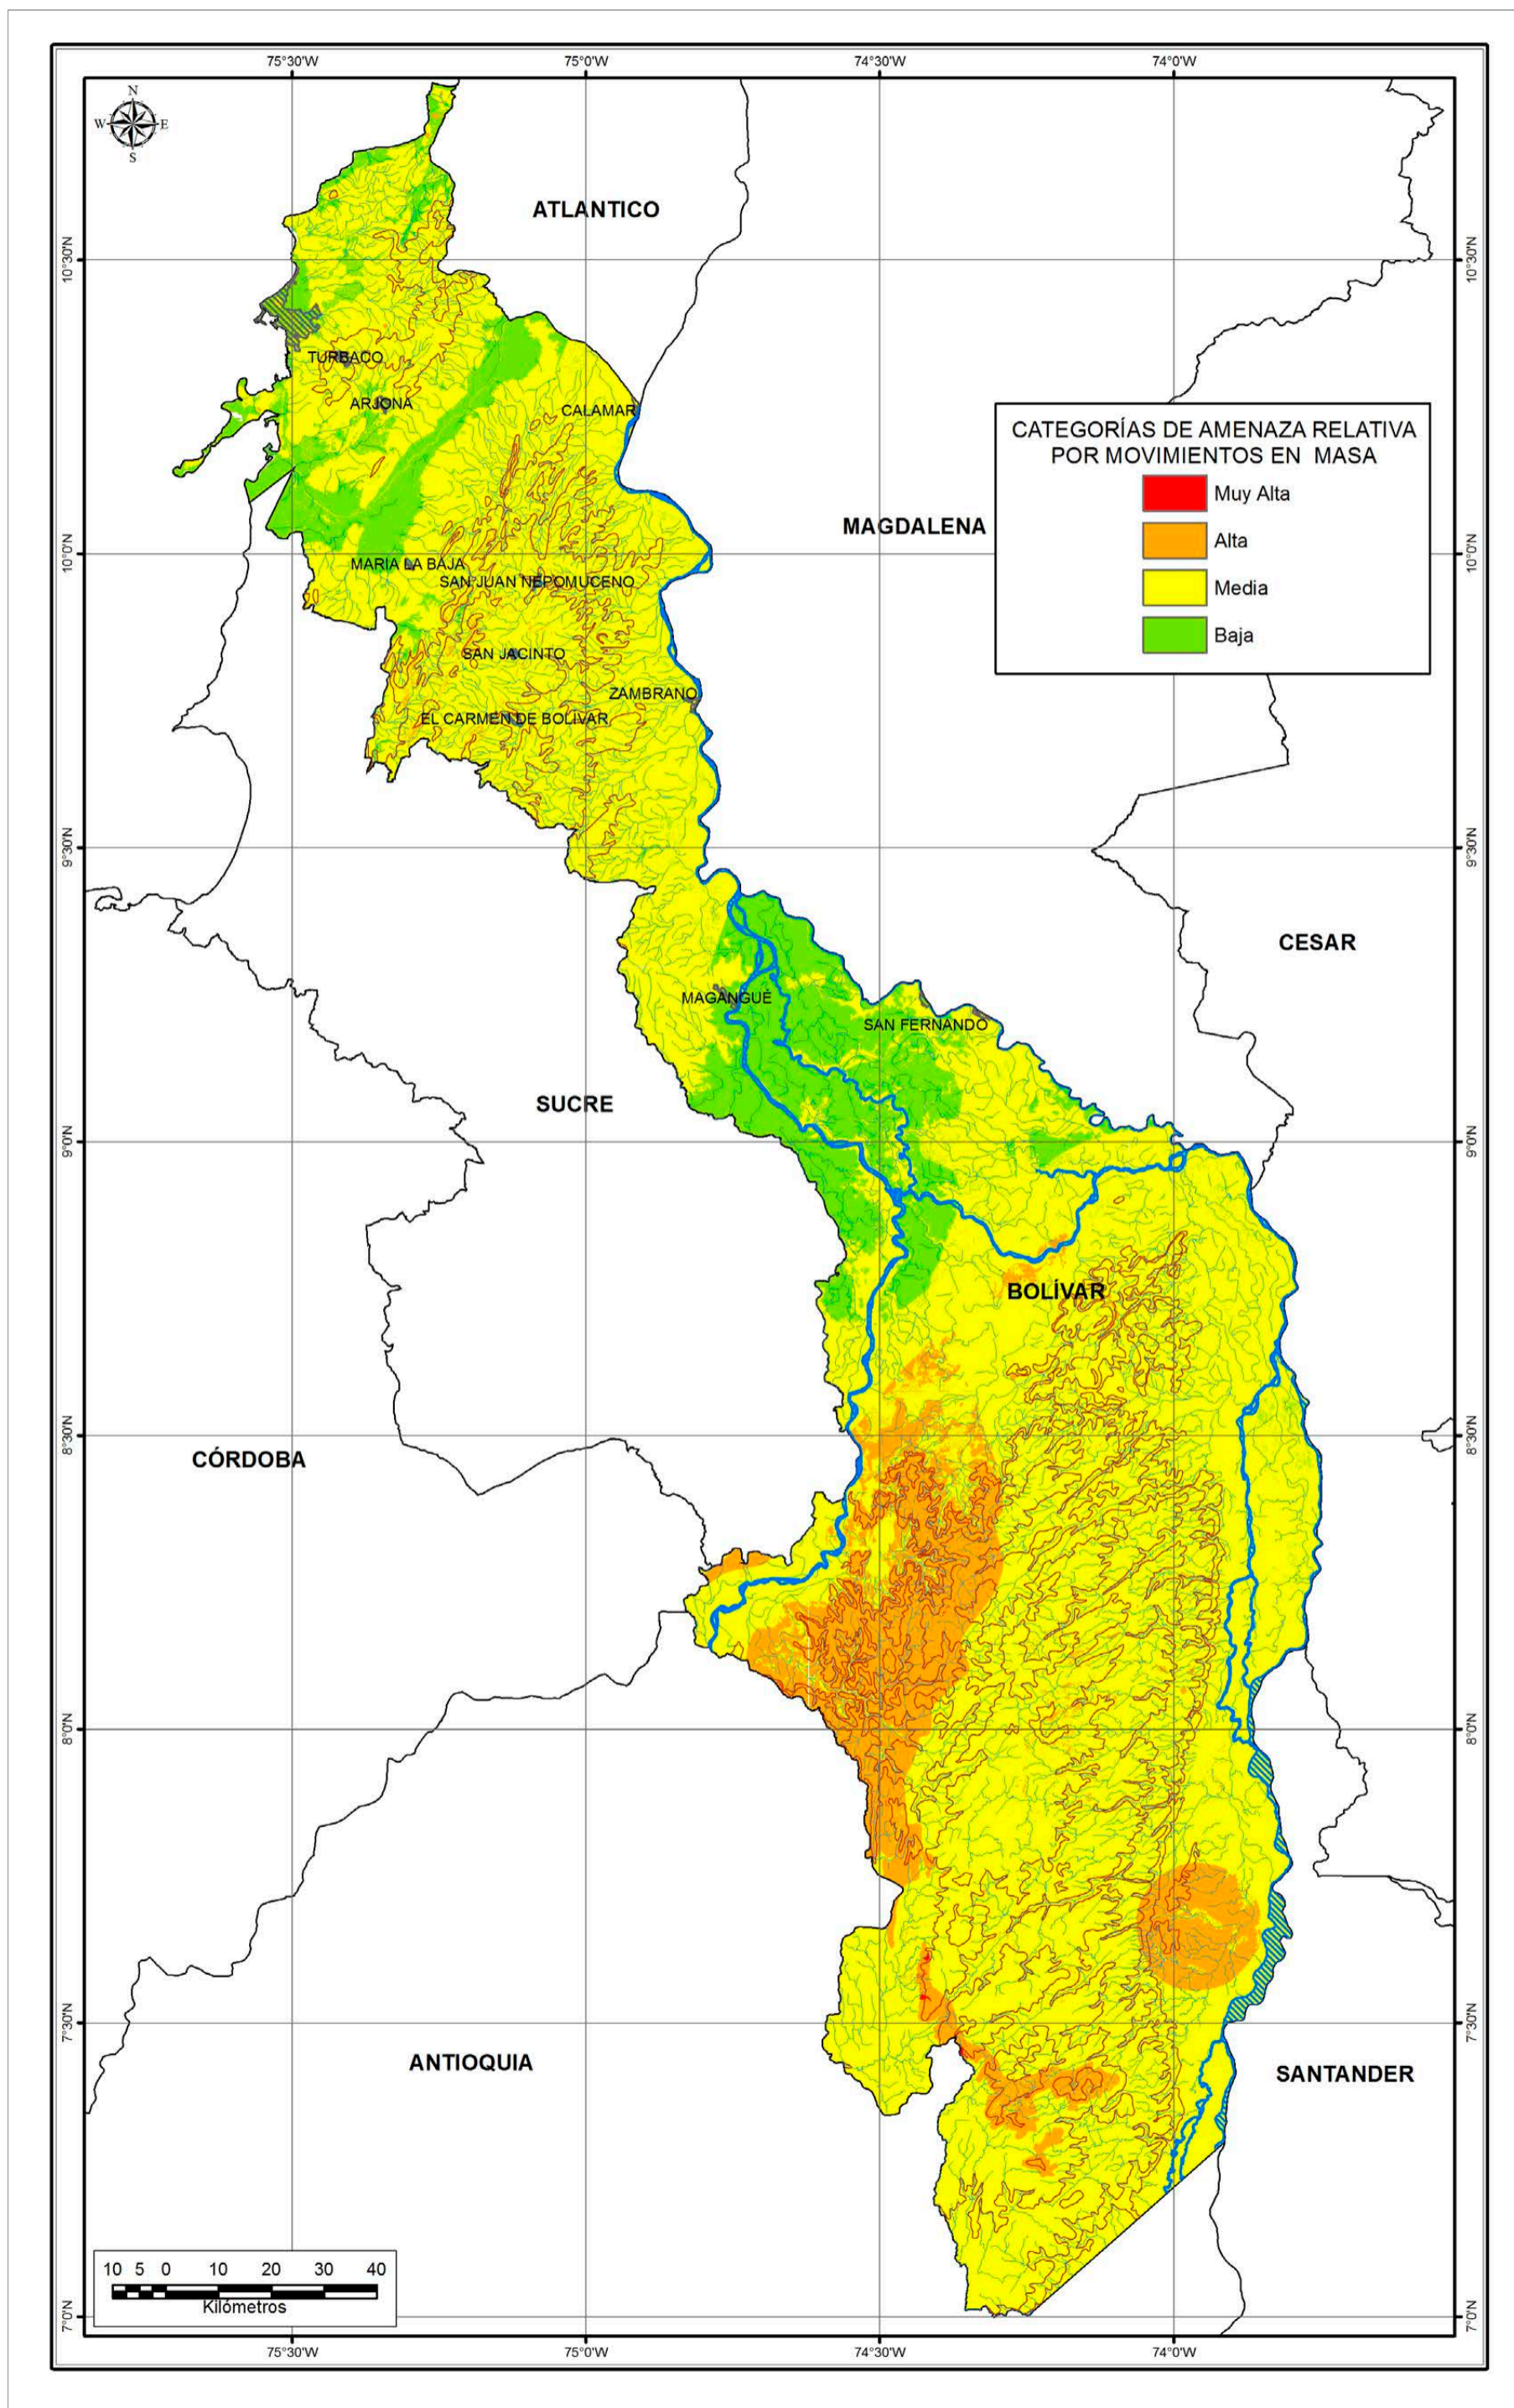 75°30'W 75°0'W 74°30'W 74°0'W
N
W E
S
ATLANTICO
10°30'N 10°30'N
TURBACO
ARJONA
CALAMAR
CATEGORÍAS DE AMENAZA RELATIVA
POR MOVIMIENTOS EN MASA
Muy Alta
Alta
Media
Baja
MAGDALENA
10°0'N 10°0'N
MARIA LA BAJA
SAN JUAN NEPOMUCENO
SAN JACINTO
ZAMBRANO
EL CARMEN DE BOLÍVAR
9°30'N 9°30'N
CESAR
MAGANGUÉ
SAN FERNANDO
SUCRE
9°0'N 9°0'N
BOLÍVAR
8°30'N 8°30'N
CÓRDOBA
8°0'N 8°0'N
7°30'N 7°30'N
ANTIOQUIA
SANTANDER
10 5 0 10 20 30 40
Kilómetros
7°0'N 7°0'N
75°30'W 75°0'W 74°30'W 74°0'W